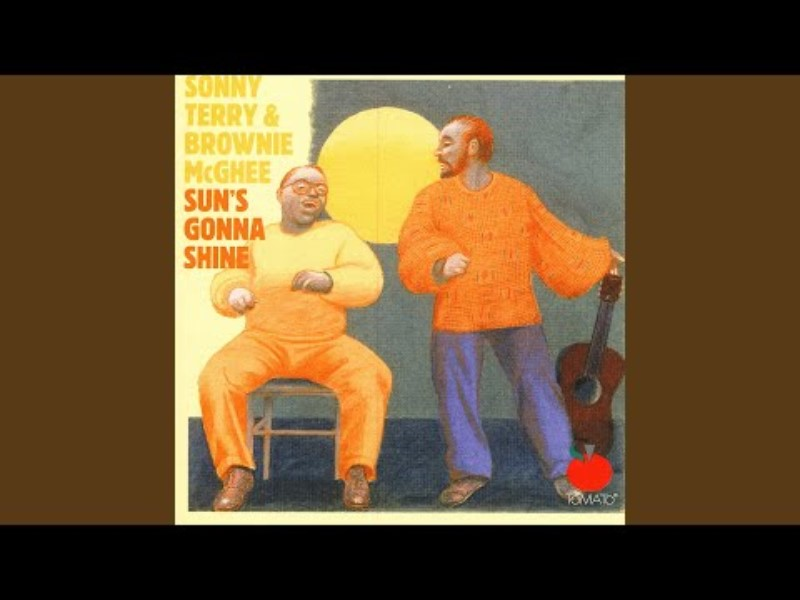 SONNY
TERRY &
BROWNIE
McGHEE
SUN'S
GONNA
SHINE
TOMATO